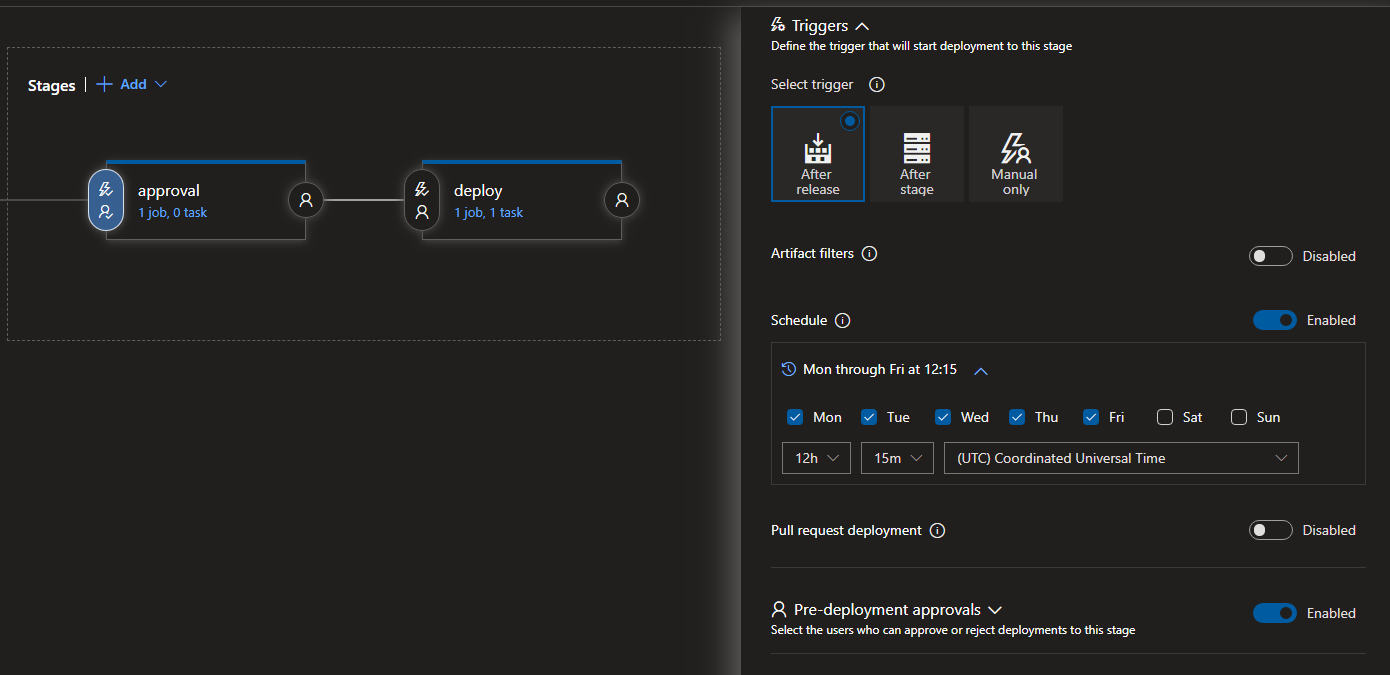 Stages
Add
approval
1 job, 0 task
deploy
1 job, 1 task
Triggers
Define the trigger that will start deployment to this stage
Select trigger
After
release
After
stage
Manual
only
Artifact filters
Disabled
Schedule
Enabled
Mon through Fri at 12:15
Mon Tue Wed Thu Fri Sat Sun
12h 15m (UTC) Coordinated Universal Time
Pull request deployment
Disabled
Pre-deployment approvals
Enabled
Select the users who can approve or reject deployments to this stage